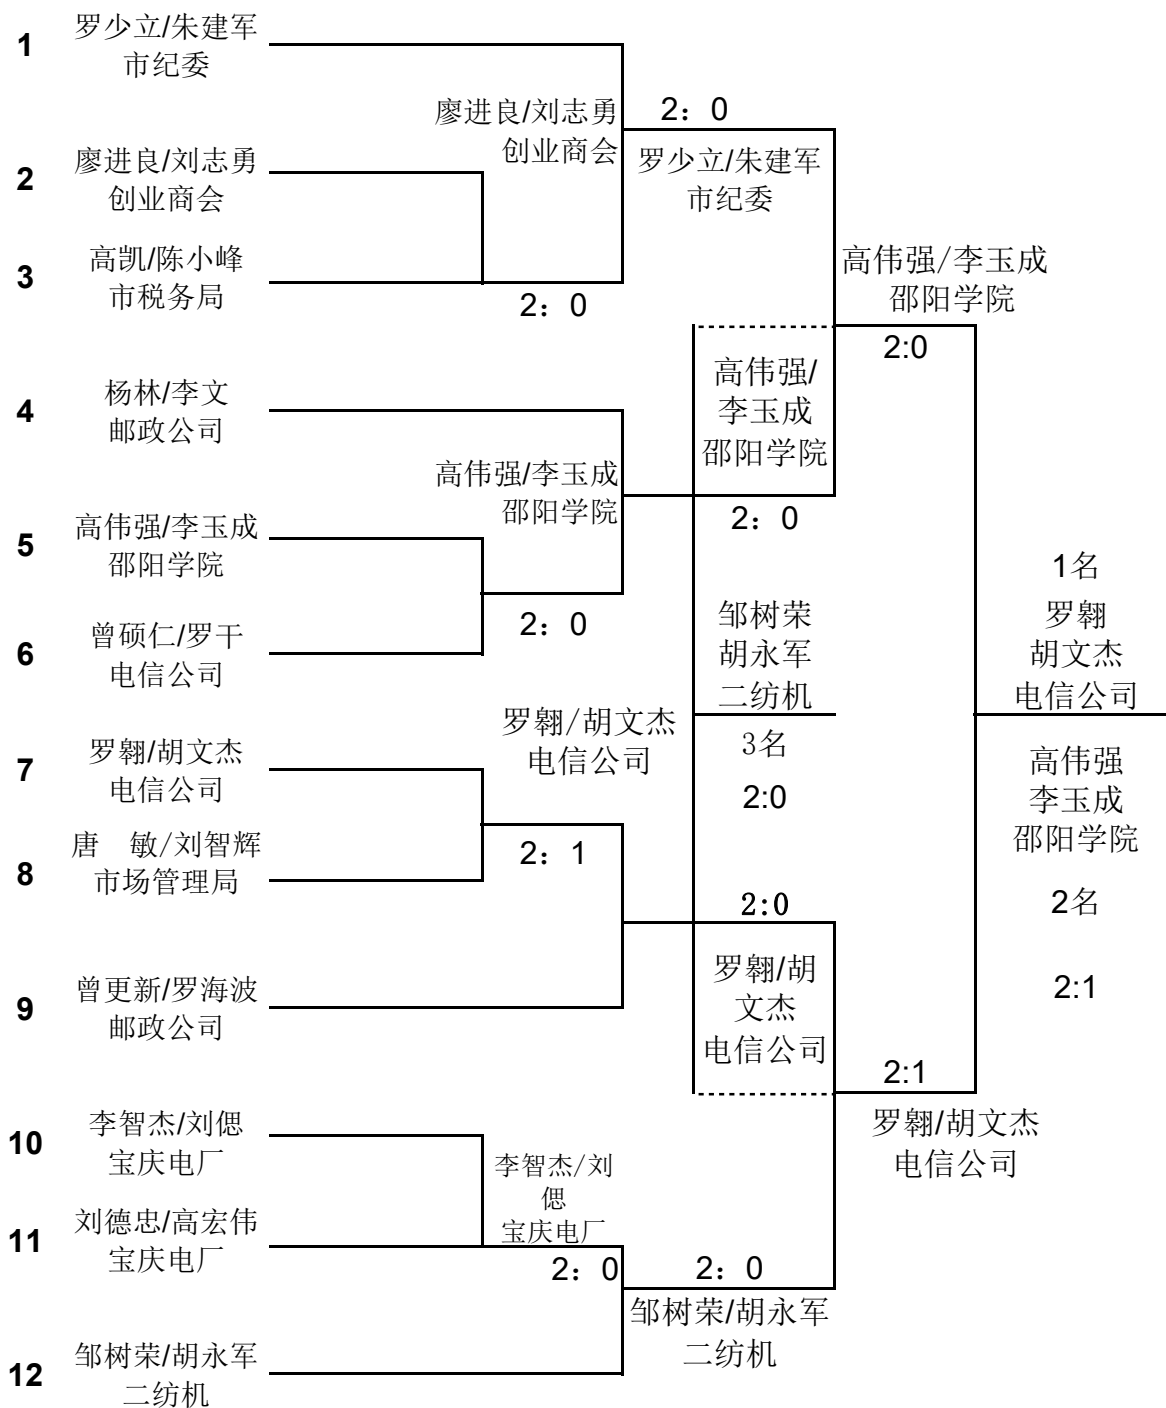 1
罗少立/朱建军
市纪委
廖进良/刘志勇
创业商会
2：0
罗少立/朱建军
市纪委
2
廖进良/刘志勇
创业商会
3
高凯/陈小峰
市税务局
2：0
高伟强/李玉成
邵阳学院
2:0
高伟强/
李玉成
邵阳学院
2：0
4
杨林/李文
邮政公司
高伟强/李玉成
邵阳学院
5
高伟强/李玉成
邵阳学院
2：0
6
曾硕仁/罗干
电信公司
邹树荣
胡永军
二纺机
3名
2:0
1名
罗翱
胡文杰
电信公司
高伟强
李玉成
邵阳学院
2名
2:1
罗翱/胡文杰
电信公司
7
罗翱/胡文杰
电信公司
2：1
8
唐　敏/刘智辉
市场管理局
2:0
罗翱/胡
文杰
电信公司
9
曾更新/罗海波
邮政公司
2:1
罗翱/胡文杰
电信公司
10
李智杰/刘偲
宝庆电厂
李智杰/刘
偲
宝庆电厂
11
刘德忠/高宏伟
宝庆电厂
2：0
2：0
邹树荣/胡永军
二纺机
12
邹树荣/胡永军
二纺机